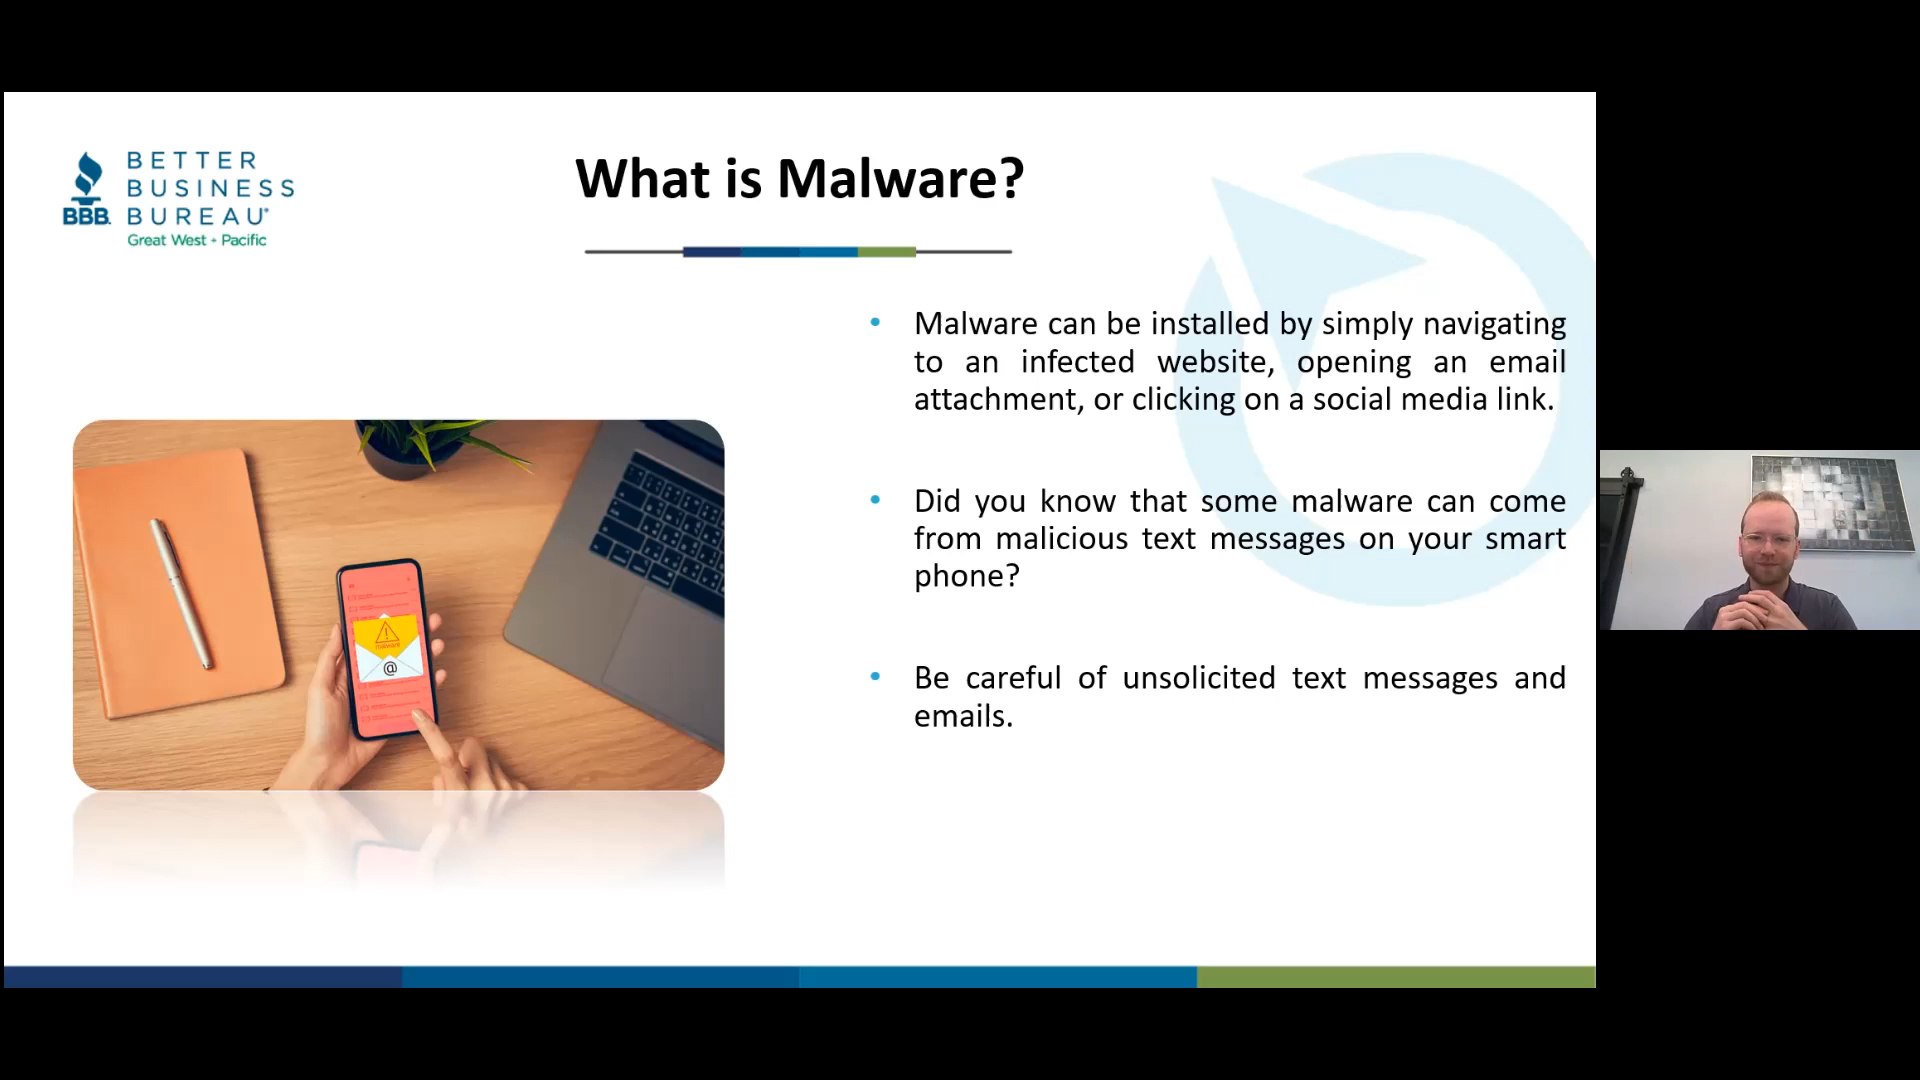 BETTER
BUSINESS
BBB. BUREAU®
Great West + Pacific
What is Malware?
• Malware can be installed by simply navigating
to an infected website, opening an email
attachment, or clicking on a social media link.
• Did you know that some malware can come
from malicious text messages on your smart
phone?
• Be careful of unsolicited text messages and
emails.
malware
@